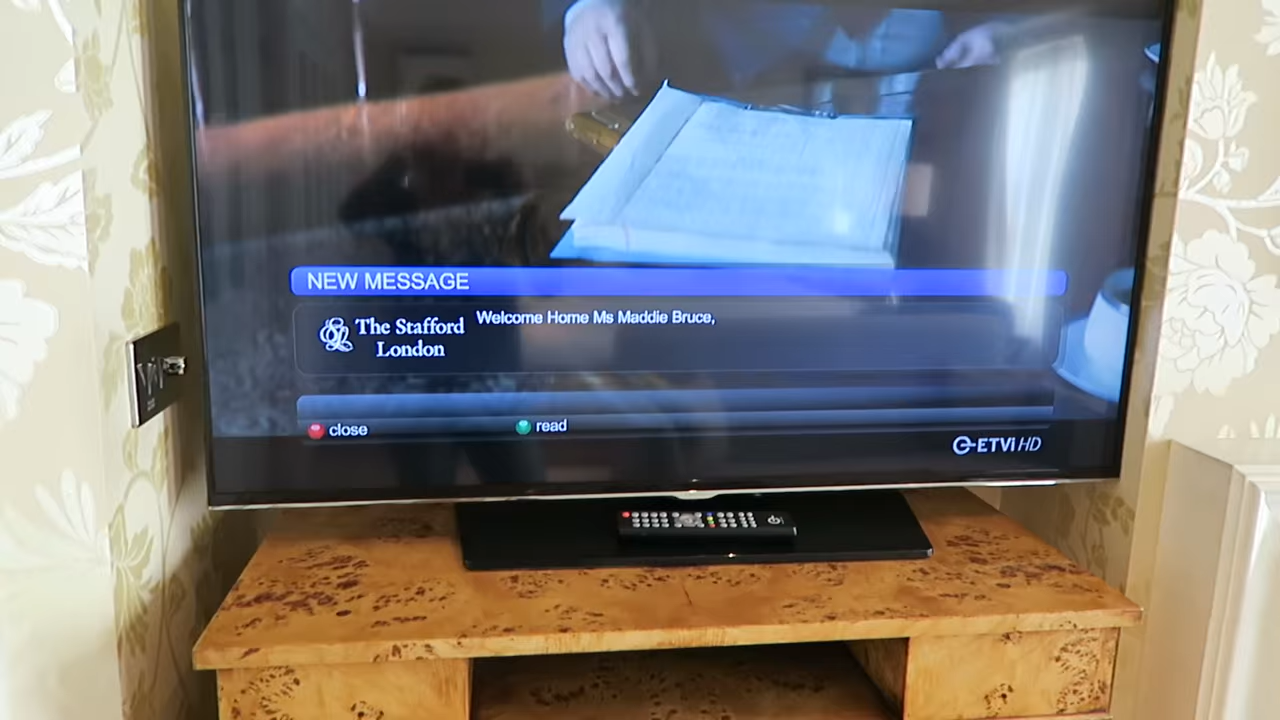 NEW MESSAGE
The Stafford
London
Welcome Home Ms Maddie Bruce,
close
read
ETVi HD